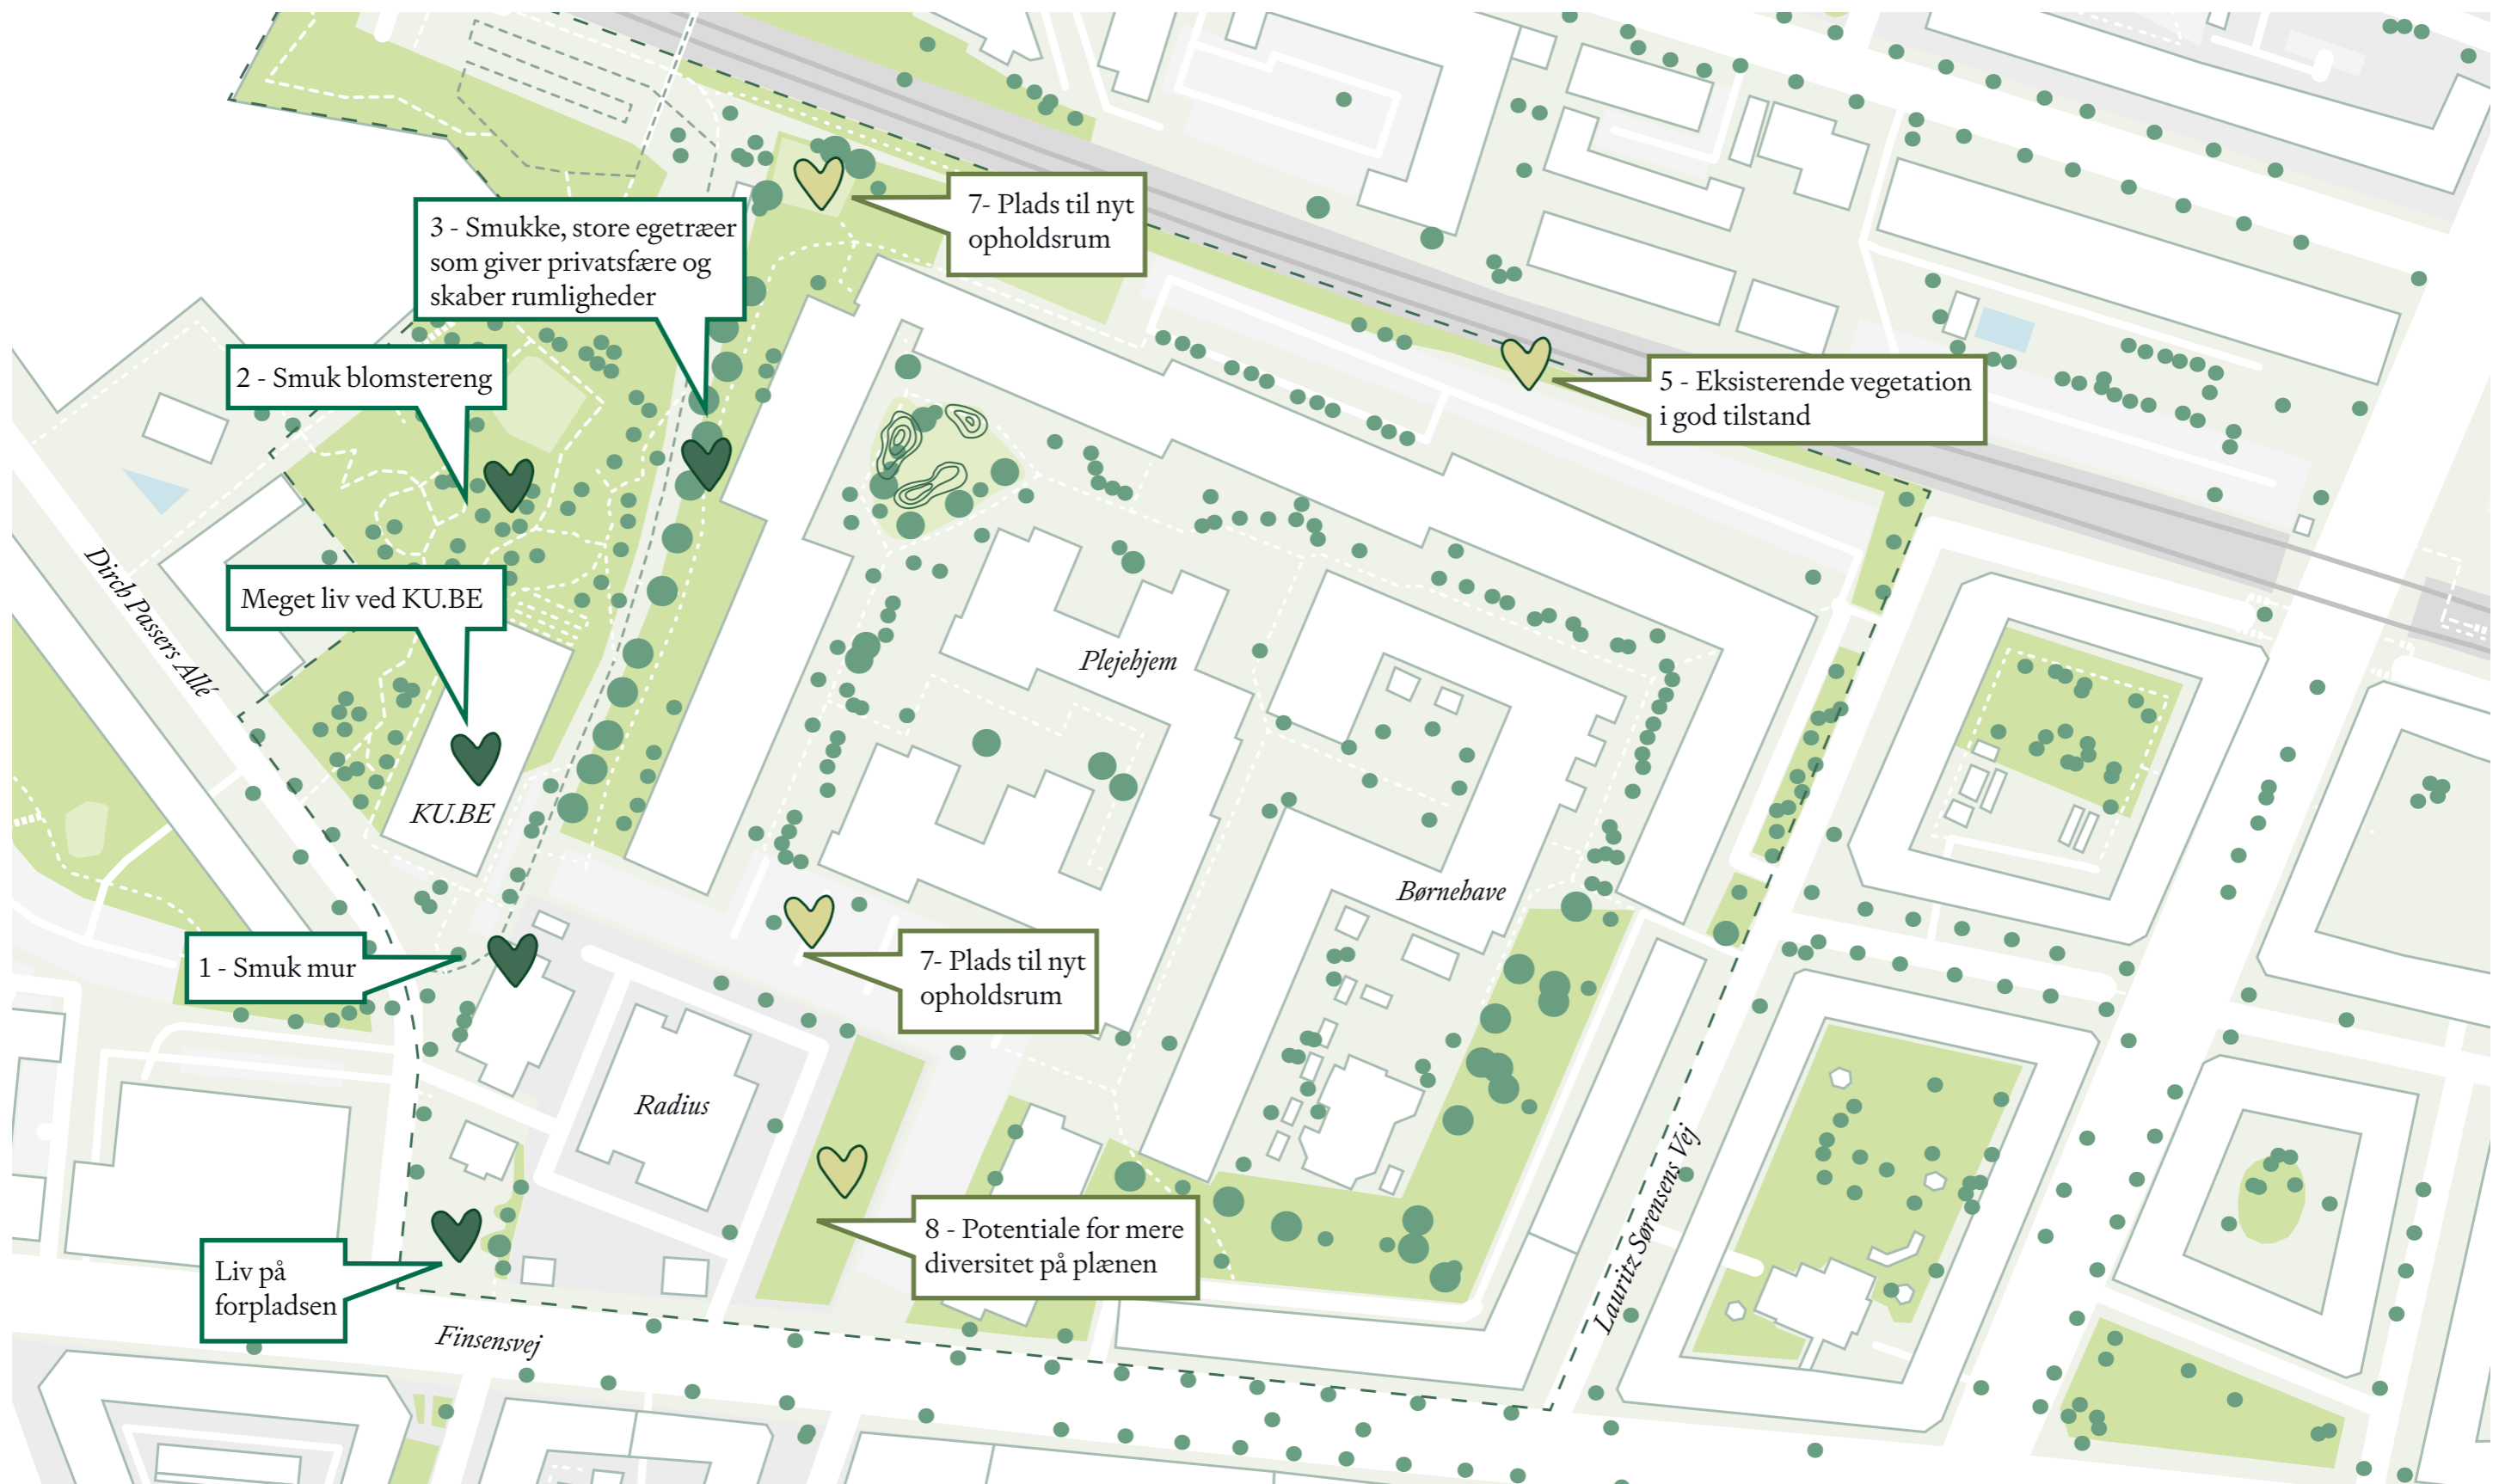 7- Plads til nyt
opholdsrum
3 - Smukke, store egetræer
som giver privatsfære og
skaber rumligheder
2 - Smuk blomstereng
5 - Eksisterende vegetation
i god tilstand
Meget liv ved KU.BE
Dirch Passers Allé
Plejehjem
KU.BE
Børnehave
1 - Smuk mur
7- Plads til nyt
opholdsrum
Radius
Lauritz Sørensens Vej
8 - Potentiale for mere
diversitet på plænen
Liv på
forpladsen
Finsensvej